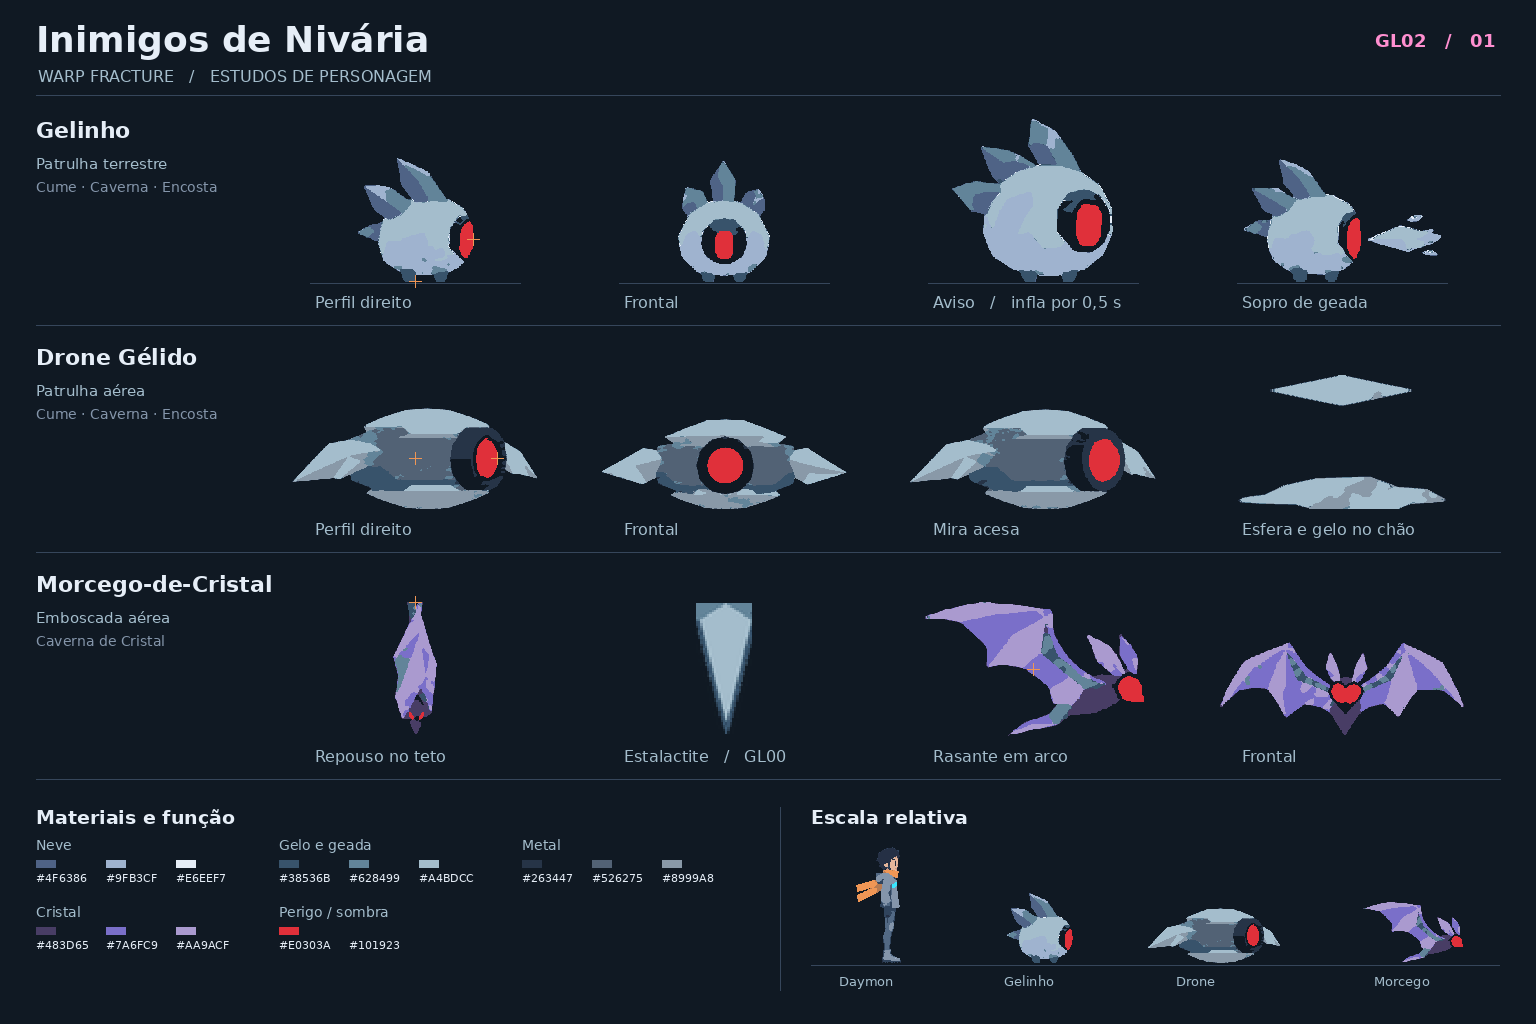 Inimigos de Nivária
GL02 / 01
WARP FRACTURE / ESTUDOS DE PERSONAGEM
Gelinho
Patrulha terrestre
Cume · Caverna · Encosta
Perfil direito
Frontal
Aviso / infla por 0,5 s
Sopro de geada
Drone Gélido
Patrulha aérea
Cume · Caverna · Encosta
Perfil direito
Frontal
Mira acesa
Esfera e gelo no chão
Morcego-de-Cristal
Emboscada aérea
Caverna de Cristal
Repouso no teto
Estalactite / GL00
Rasante em arco
Frontal
Materiais e função
Neve
#4F6386 #9FB3CF #E6EEF7
Gelo e geada
#38536B #628499 #A4BDCC
Metal
#263447 #526275 #8999A8
Cristal
#483D65 #7A6FC9 #AA9ACF
Perigo / sombra
#E0303A #101923
Escala relativa
Daymon
Gelinho
Drone
Morcego